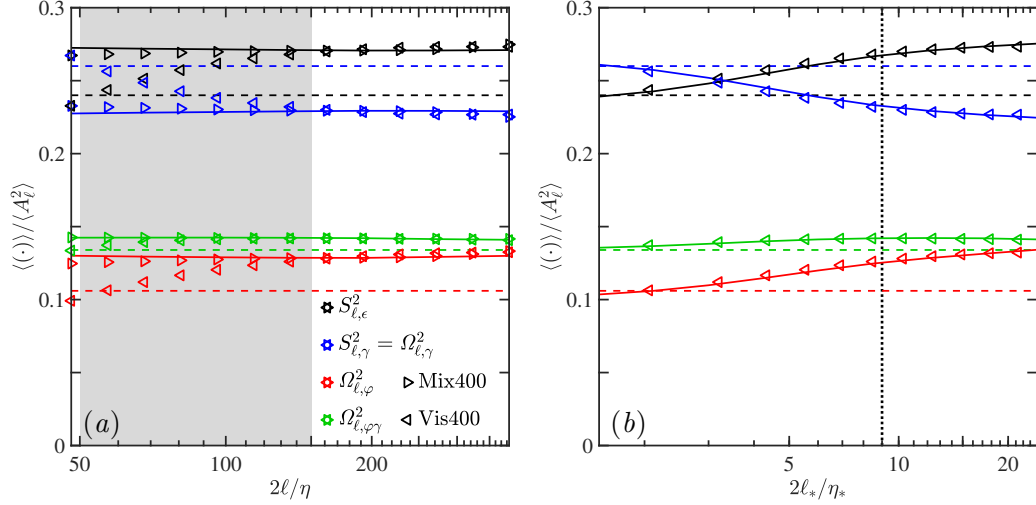 0.3
0.2
0.1
0
⟨(·)⟩/⟨A_ℓ^2⟩
50
100
200
2ℓ/η
(a)
S_{ℓ,ϵ}^2
S_{ℓ,γ}^2 = Ω_{ℓ,γ}^2
Ω_{ℓ,φ}^2
▷ Mix400
Ω_{ℓ,φγ}^2
◁ Vis400
0.3
0.2
0.1
0
⟨(·)⟩/⟨A_ℓ^2⟩
5
10
20
2ℓ_*/η_*
(b)